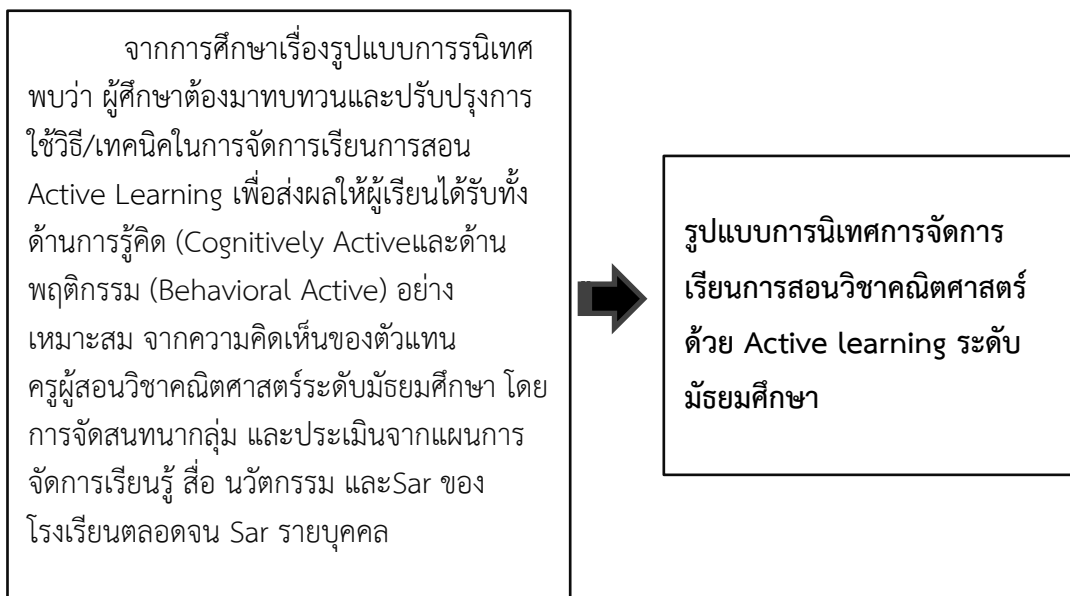 จากการศึกษาเรื่องรูปแบบการรนิเทศ
พบว่า ผู้ศึกษาต้องมาทบทวนและปรับปรุงการ
ใช้วิธี/เทคนิคในการจัดการเรียนการสอน
Active Learning เพื่อส่งผลให้ผู้เรียนได้รับทั้ง
ด้านการรู้คิด (Cognitively Activeและด้าน
พฤติกรรม (Behavioral Active) อย่าง
เหมาะสม จากความคิดเห็นของตัวแทน
ครูผู้สอนวิชาคณิตศาสตร์ระดับมัธยมศึกษา โดย
การจัดสนทนากลุ่ม และประเมินจากแผนการ
จัดการเรียนรู้ สื่อ นวัตกรรม และSar ของ
โรงเรียนตลอดจน Sar รายบุคคล
รูปแบบการนิเทศการจัดการ
เรียนการสอนวิชาคณิตศาสตร์
ด้วย Active learning ระดับ
มัธยมศึกษา